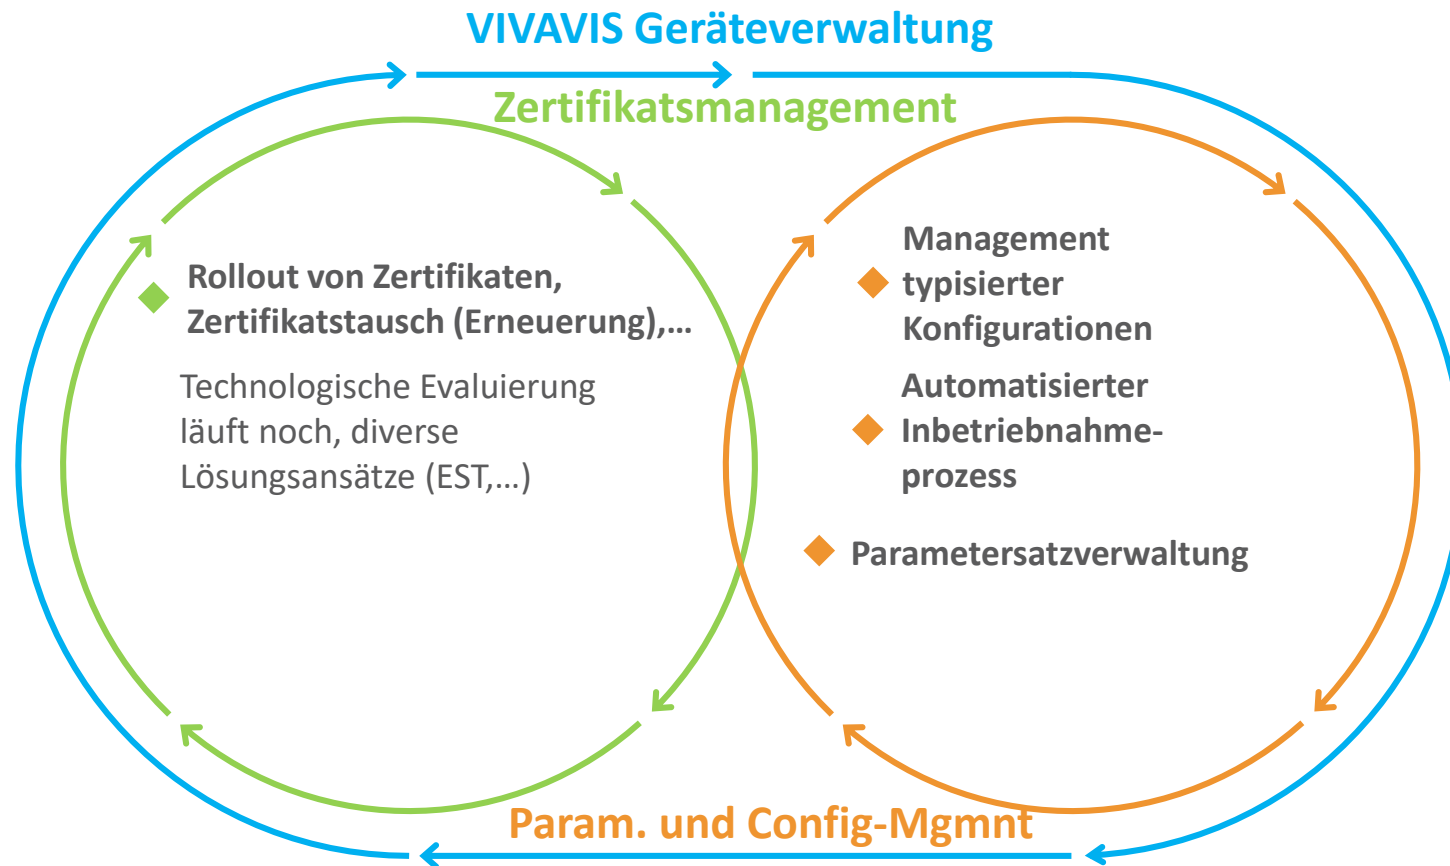 VIVAVIS Geräteverwaltung
Zertifikatsmanagement
Rollout von Zertifikaten,
Zertifikatstausch (Erneuerung),...
Technologische Evaluierung
läuft noch, diverse
Lösungsansätze (EST,...)
Management
typisierter
Konfigurationen
Automatisierter
Inbetriebnahme-
prozess
Parametersatzverwaltung
Param. und Config-Mgmnt